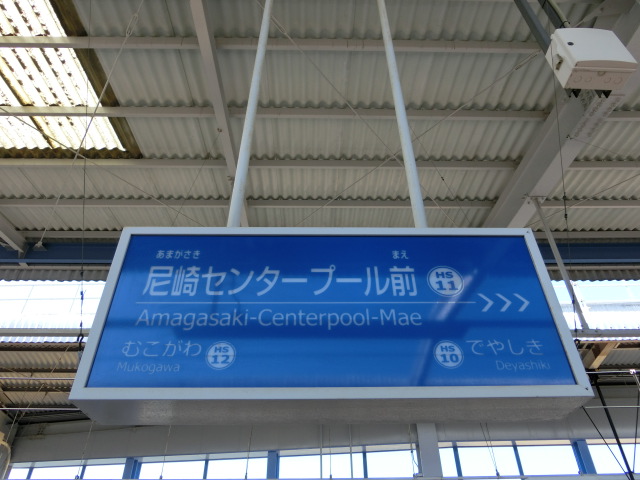 あまがさき まえ
尼崎センタープール前 HS 11
Amagasaki-Centerpool-Mae
むこがわ HS 12 HS 10 でやしき
Mukogawa Deyashiki